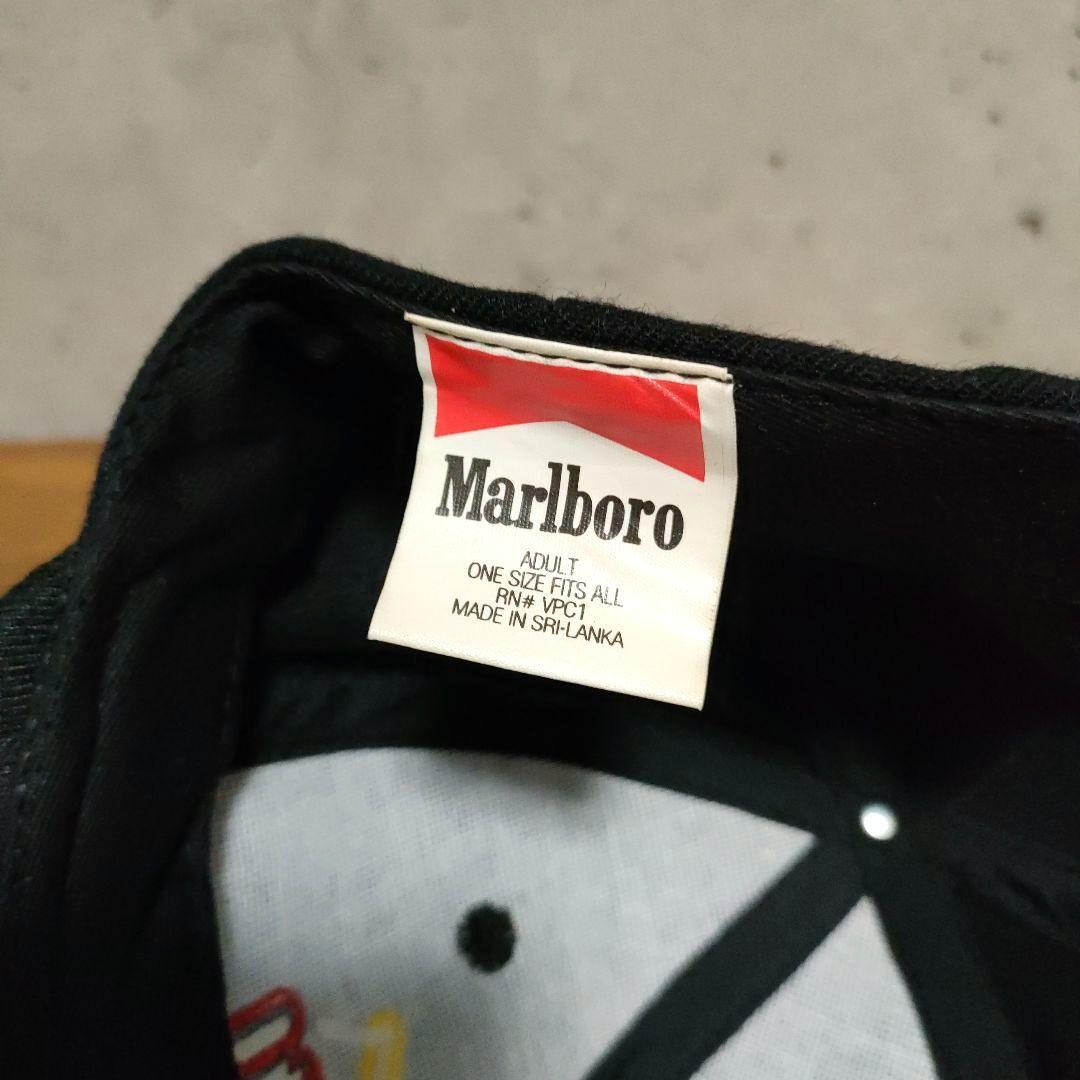 Marlboro
ADULT
ONE SIZE FITS ALL
RN# VPC1
MADE IN SRI-LANKA